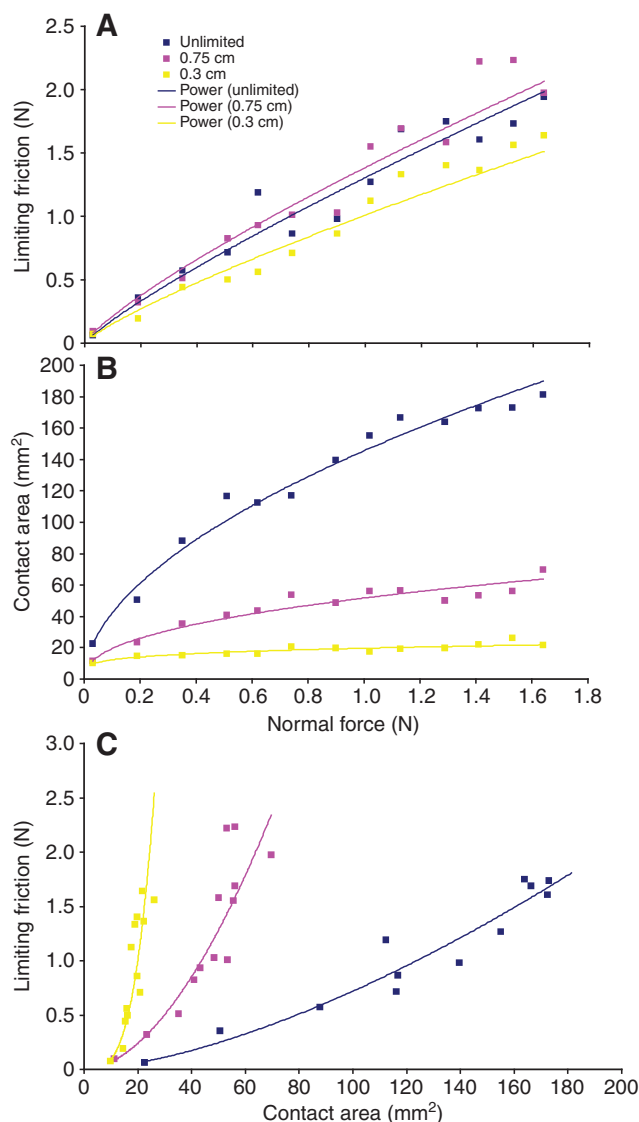 A
Unlimited
0.75 cm
0.3 cm
Power (unlimited)
Power (0.75 cm)
Power (0.3 cm)
2.5
2.0
1.5
1.0
0.5
0
Limiting friction (N)
B
200
180
160
140
120
100
80
60
40
20
0
Contact area (mm²)
0 0.2 0.4 0.6 0.8 1.0 1.2 1.4 1.6 1.8
Normal force (N)
C
3.0
2.5
2.0
1.5
1.0
0.5
0
Limiting friction (N)
0 20 40 60 80 100 120 140 160 180 200
Contact area (mm²)